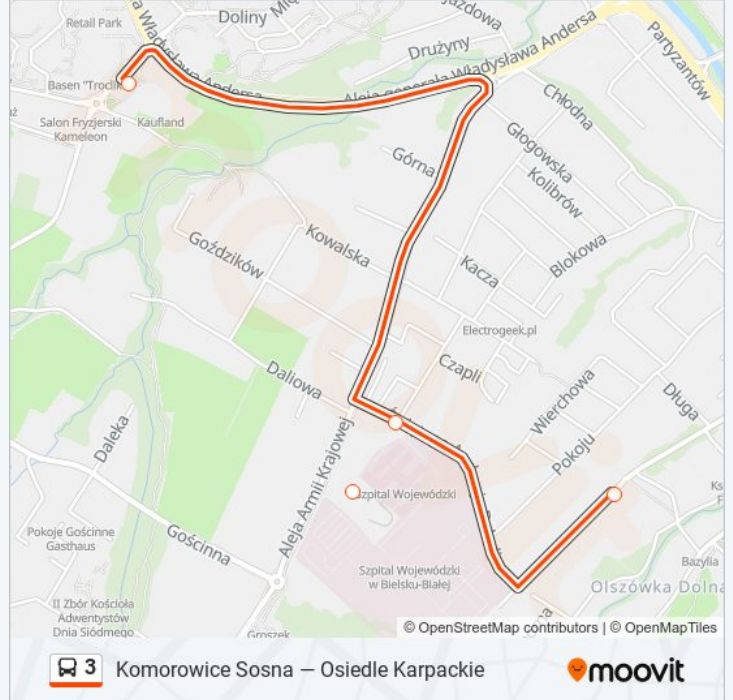 Retail Park
Doliny
Władysława Andersa
Drużyny
Aleja generała Władysława Andersa
Partyzantów
Basen "Troclik"
Salon Fryzjerski
Kameleon
Kaufland
Chłodna
Głogowska
Górna
Kolibrów
Goździków
Kowalska
Blokowa
Kacza
Electrogeek.pl
Czapli
Daliowa
Wierchowa
Długa
Daleka
Pokoju
Aleja Armii Krajowej
Szpital Wojewódzki
Gościnna
Pokoje Gościnne
Gasthaus
Szpital Wojewódzki
w Bielsku-Białej
Bazylia
Olszówka Dolna
II Zbór Kościoła
Adwentystów
Dnia Siódmego
Groszek
© OpenStreetMap contributors | © OpenMapTiles
3 Komorowice Sosna — Osiedle Karpackie
moovit